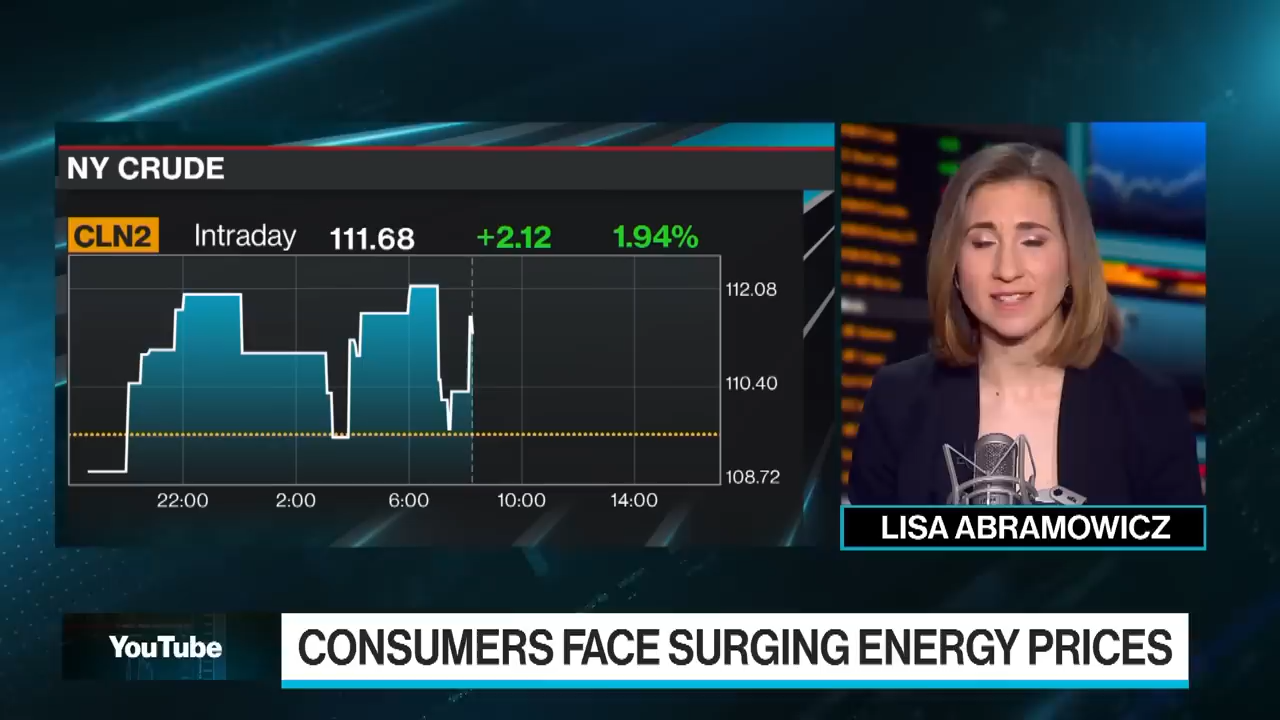 NY CRUDE
CLN2 Intraday 111.68 +2.12 1.94%
112.08
110.40
108.72
22:00 2:00 6:00 10:00 14:00
LISA ABRAMOWICZ
YouTube
CONSUMERS FACE SURGING ENERGY PRICES